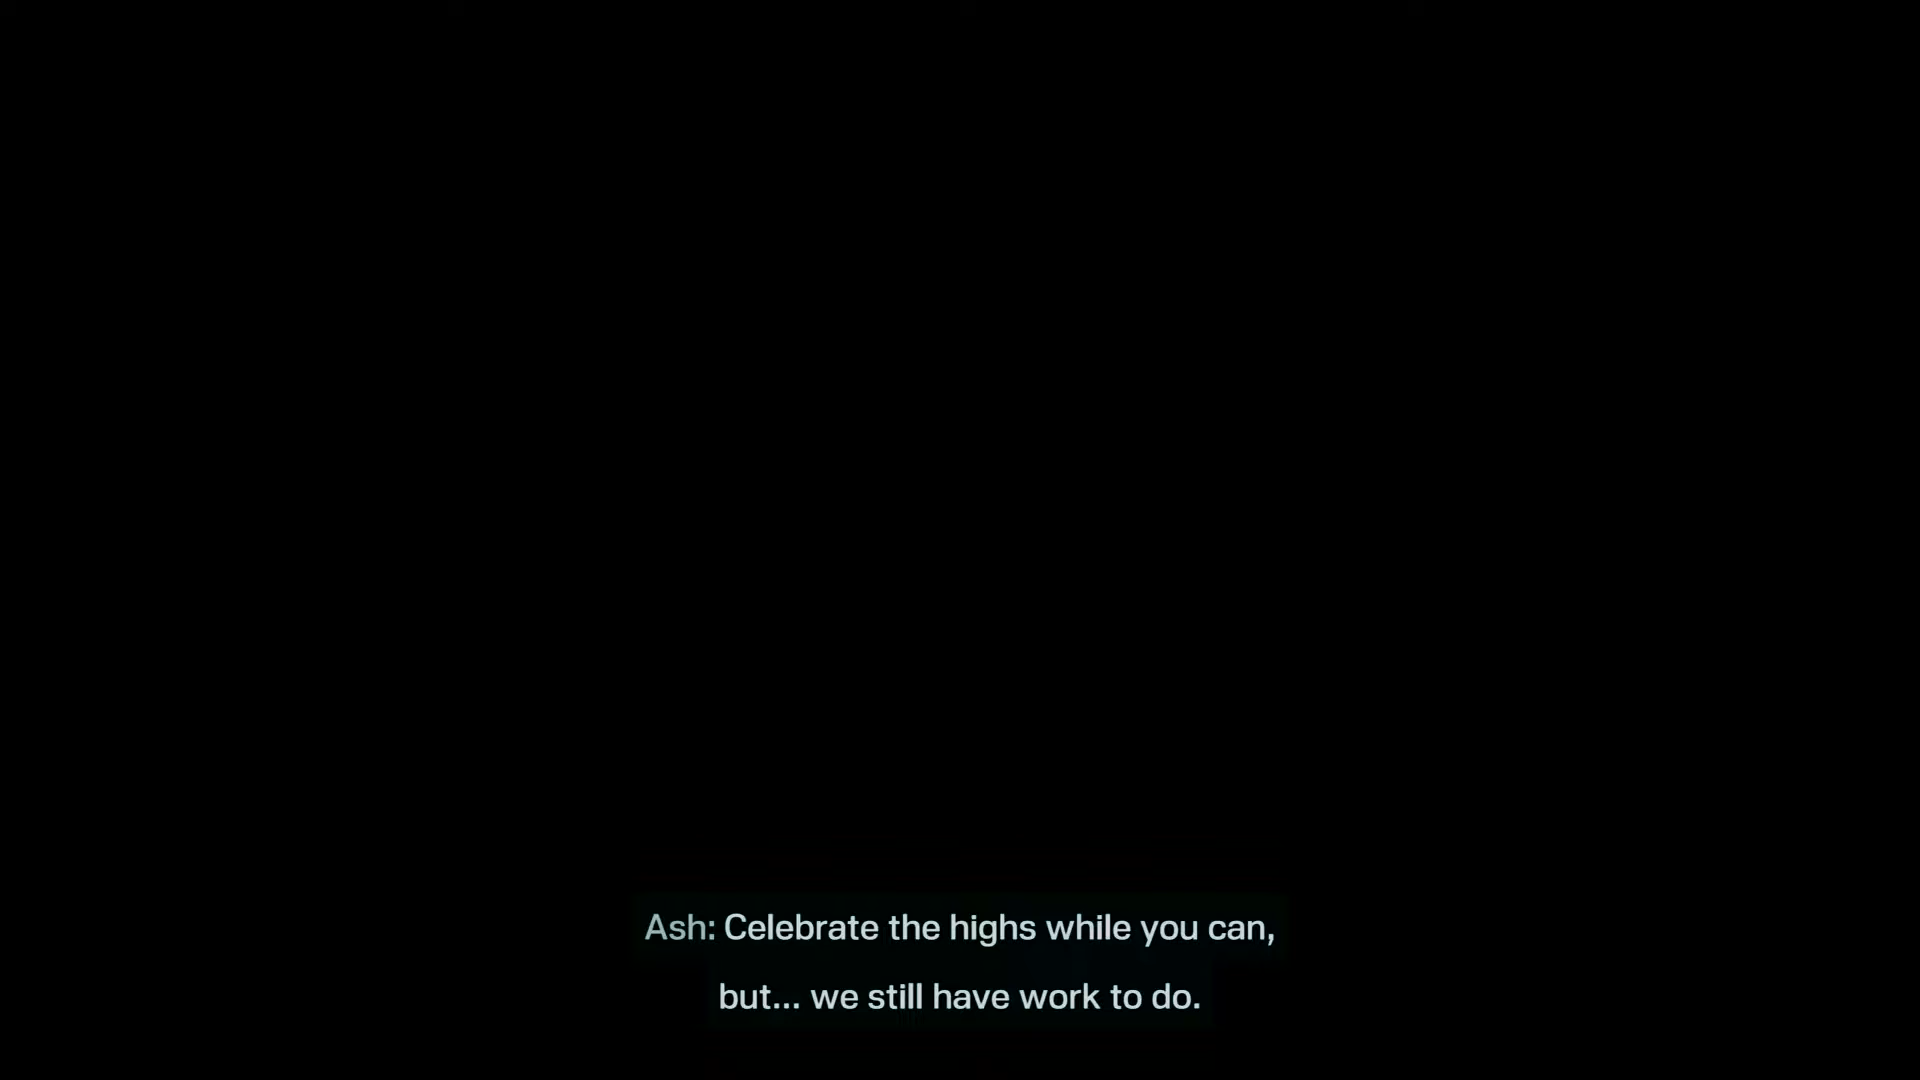 Ash: Celebrate the highs while you can,
but... we still have work to do.